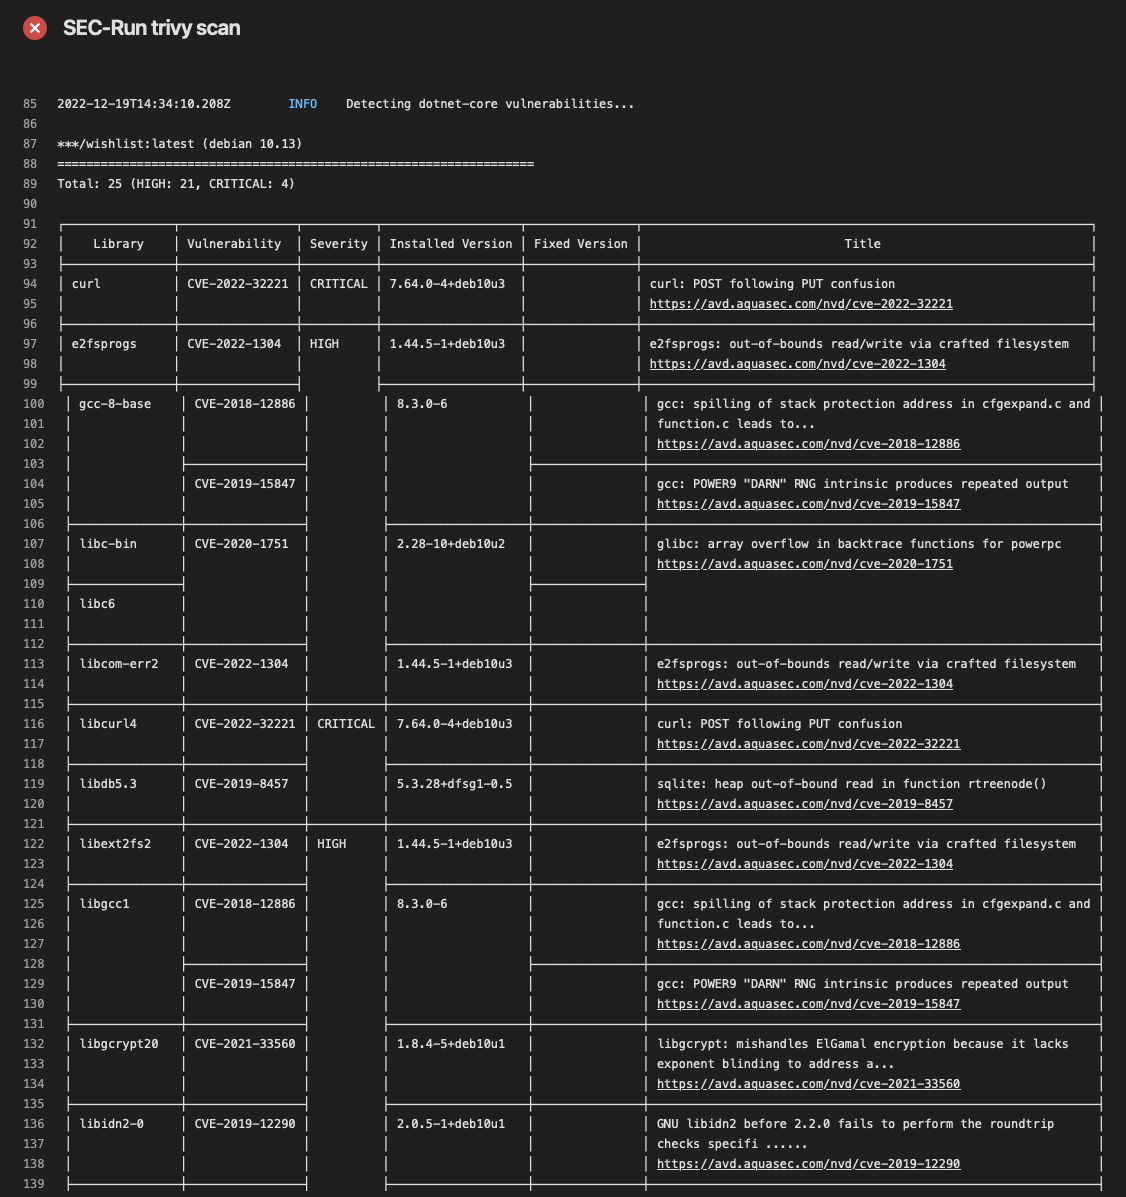 SEC-Run trivy scan
85 2022-12-19T14:34:10.208Z INFO Detecting dotnet-core vulnerabilities...
86
87 ***/wishlist:latest (debian 10.13)
88 ==================================================================
89 Total: 25 (HIGH: 21, CRITICAL: 4)
90
91
92 │ Library │ Vulnerability │ Severity │ Installed Version │ Fixed Version │ Title │
93
94 │ curl │ CVE-2022-32221 │ CRITICAL │ 7.64.0-4+deb10u3 │ │ curl: POST following PUT confusion │
95 │ │ │ │ │ │ https://avd.aquasec.com/nvd/cve-2022-32221 │
96
97 │ e2fsprogs │ CVE-2022-1304 │ HIGH │ 1.44.5-1+deb10u3 │ │ e2fsprogs: out-of-bounds read/write via crafted filesystem │
98 │ │ │ │ │ │ https://avd.aquasec.com/nvd/cve-2022-1304 │
99
100 │ gcc-8-base │ CVE-2018-12886 │ │ 8.3.0-6 │ │ gcc: spilling of stack protection address in cfgexpand.c and │
101 │ │ │ │ │ │ function.c leads to... │
102 │ │ │ │ │ │ https://avd.aquasec.com/nvd/cve-2018-12886 │
103
104 │ │ CVE-2019-15847 │ │ │ │ gcc: POWER9 "DARN" RNG intrinsic produces repeated output │
105 │ │ │ │ │ │ https://avd.aquasec.com/nvd/cve-2019-15847 │
106
107 │ libc-bin │ CVE-2020-1751 │ │ 2.28-10+deb10u2 │ │ glibc: array overflow in backtrace functions for powerpc │
108 │ │ │ │ │ │ https://avd.aquasec.com/nvd/cve-2020-1751 │
109
110 │ libc6 │ │ │ │ │ │
111
112
113 │ libcom-err2 │ CVE-2022-1304 │ │ 1.44.5-1+deb10u3 │ │ e2fsprogs: out-of-bounds read/write via crafted filesystem │
114 │ │ │ │ │ │ https://avd.aquasec.com/nvd/cve-2022-1304 │
115
116 │ libcurl4 │ CVE-2022-32221 │ CRITICAL │ 7.64.0-4+deb10u3 │ │ curl: POST following PUT confusion │
117 │ │ │ │ │ │ https://avd.aquasec.com/nvd/cve-2022-32221 │
118
119 │ libdb5.3 │ CVE-2019-8457 │ │ 5.3.28+dfsg1-0.5 │ │ sqlite: heap out-of-bound read in function rtreenode() │
120 │ │ │ │ │ │ https://avd.aquasec.com/nvd/cve-2019-8457 │
121
122 │ libext2fs2 │ CVE-2022-1304 │ HIGH │ 1.44.5-1+deb10u3 │ │ e2fsprogs: out-of-bounds read/write via crafted filesystem │
123 │ │ │ │ │ │ https://avd.aquasec.com/nvd/cve-2022-1304 │
124
125 │ libgcc1 │ CVE-2018-12886 │ │ 8.3.0-6 │ │ gcc: spilling of stack protection address in cfgexpand.c and │
126 │ │ │ │ │ │ function.c leads to... │
127 │ │ │ │ │ │ https://avd.aquasec.com/nvd/cve-2018-12886 │
128
129 │ │ CVE-2019-15847 │ │ │ │ gcc: POWER9 "DARN" RNG intrinsic produces repeated output │
130 │ │ │ │ │ │ https://avd.aquasec.com/nvd/cve-2019-15847 │
131
132 │ libgcrypt20 │ CVE-2021-33560 │ │ 1.8.4-5+deb10u1 │ │ libgcrypt: mishandles ElGamal encryption because it lacks │
133 │ │ │ │ │ │ exponent blinding to address a... │
134 │ │ │ │ │ │ https://avd.aquasec.com/nvd/cve-2021-33560 │
135
136 │ libidn2-0 │ CVE-2019-12290 │ │ 2.0.5-1+deb10u1 │ │ GNU libidn2 before 2.2.0 fails to perform the roundtrip │
137 │ │ │ │ │ │ checks specifi ...... │
138 │ │ │ │ │ │ https://avd.aquasec.com/nvd/cve-2019-12290 │
139